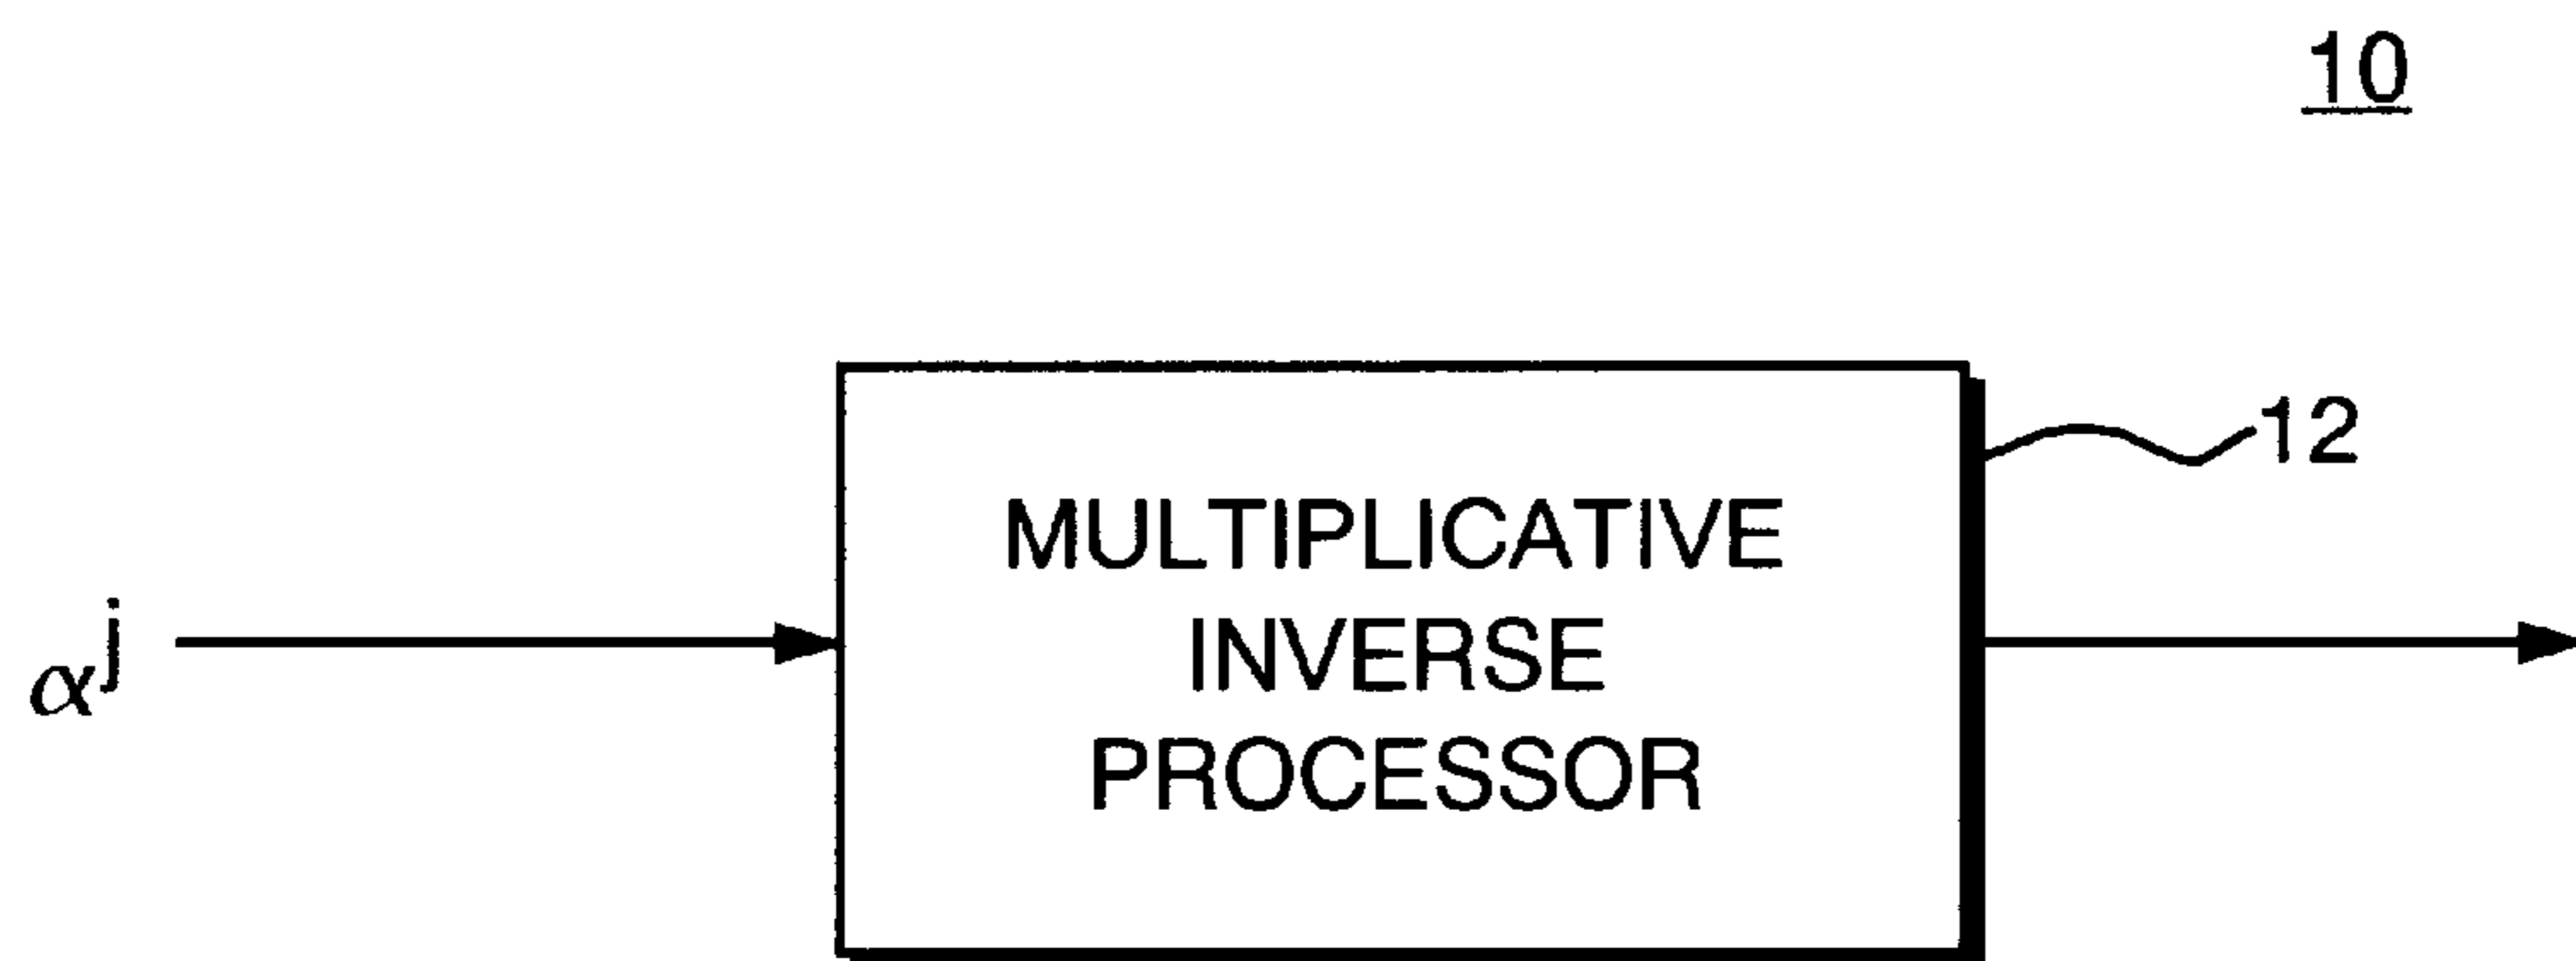 10
12
MULTIPLICATIVE
INVERSE
PROCESSOR
α^j